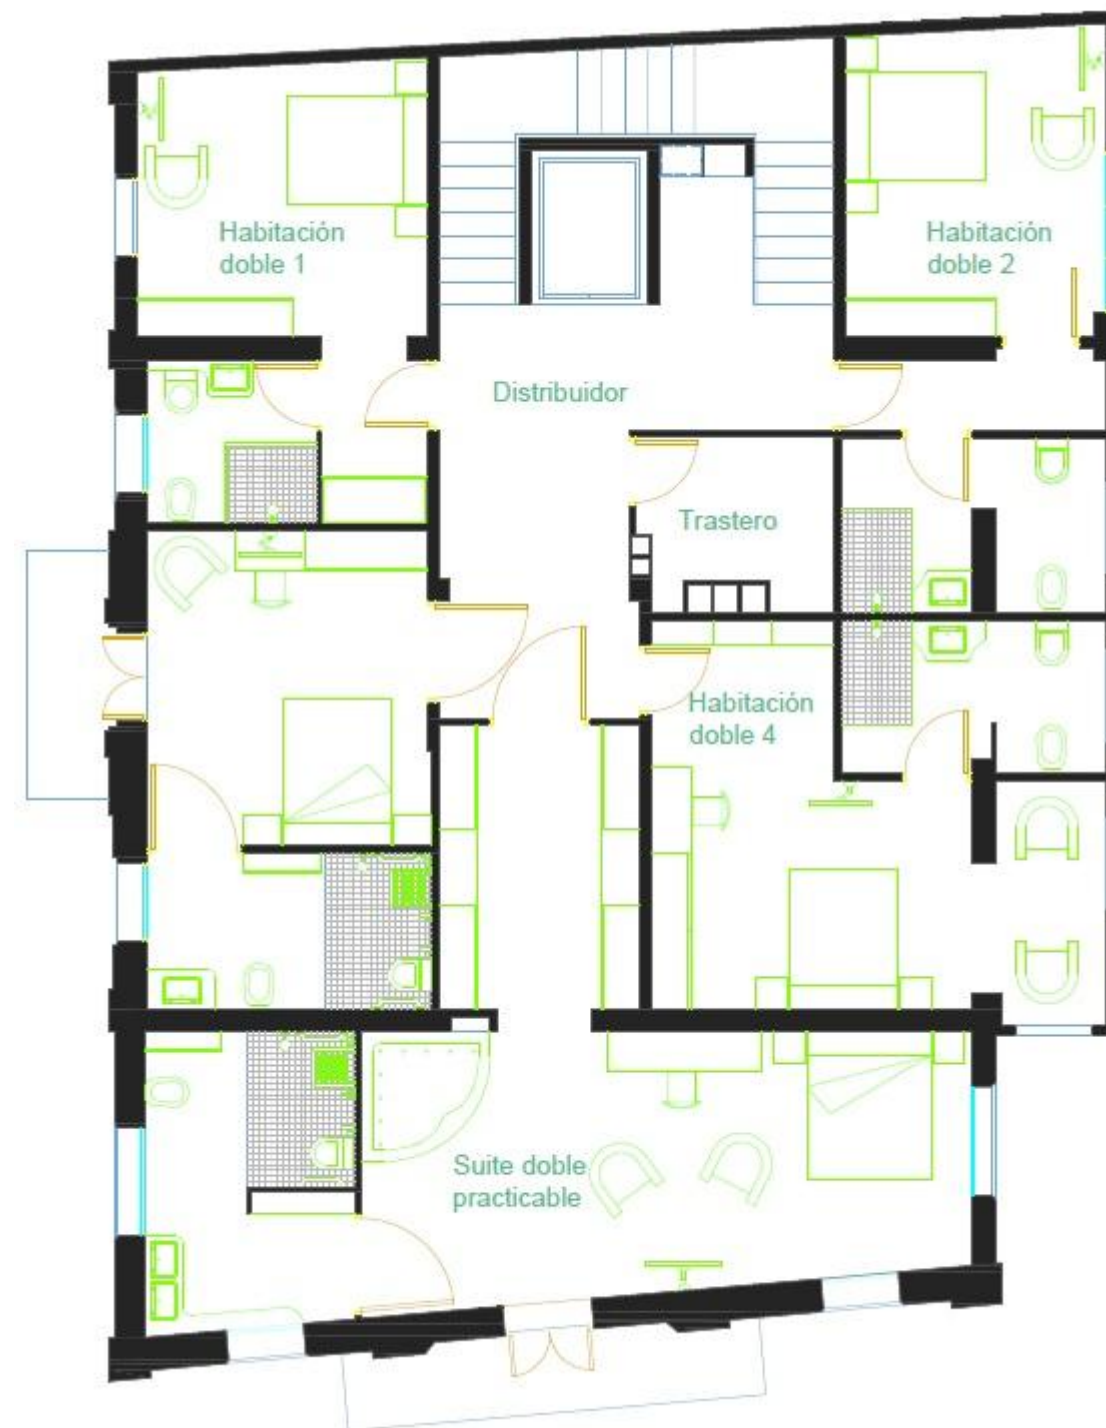 Habitación
doble 1
Habitación
doble 2
Distribuidor
Trastero
Habitación
doble 4
Suite doble
practicable